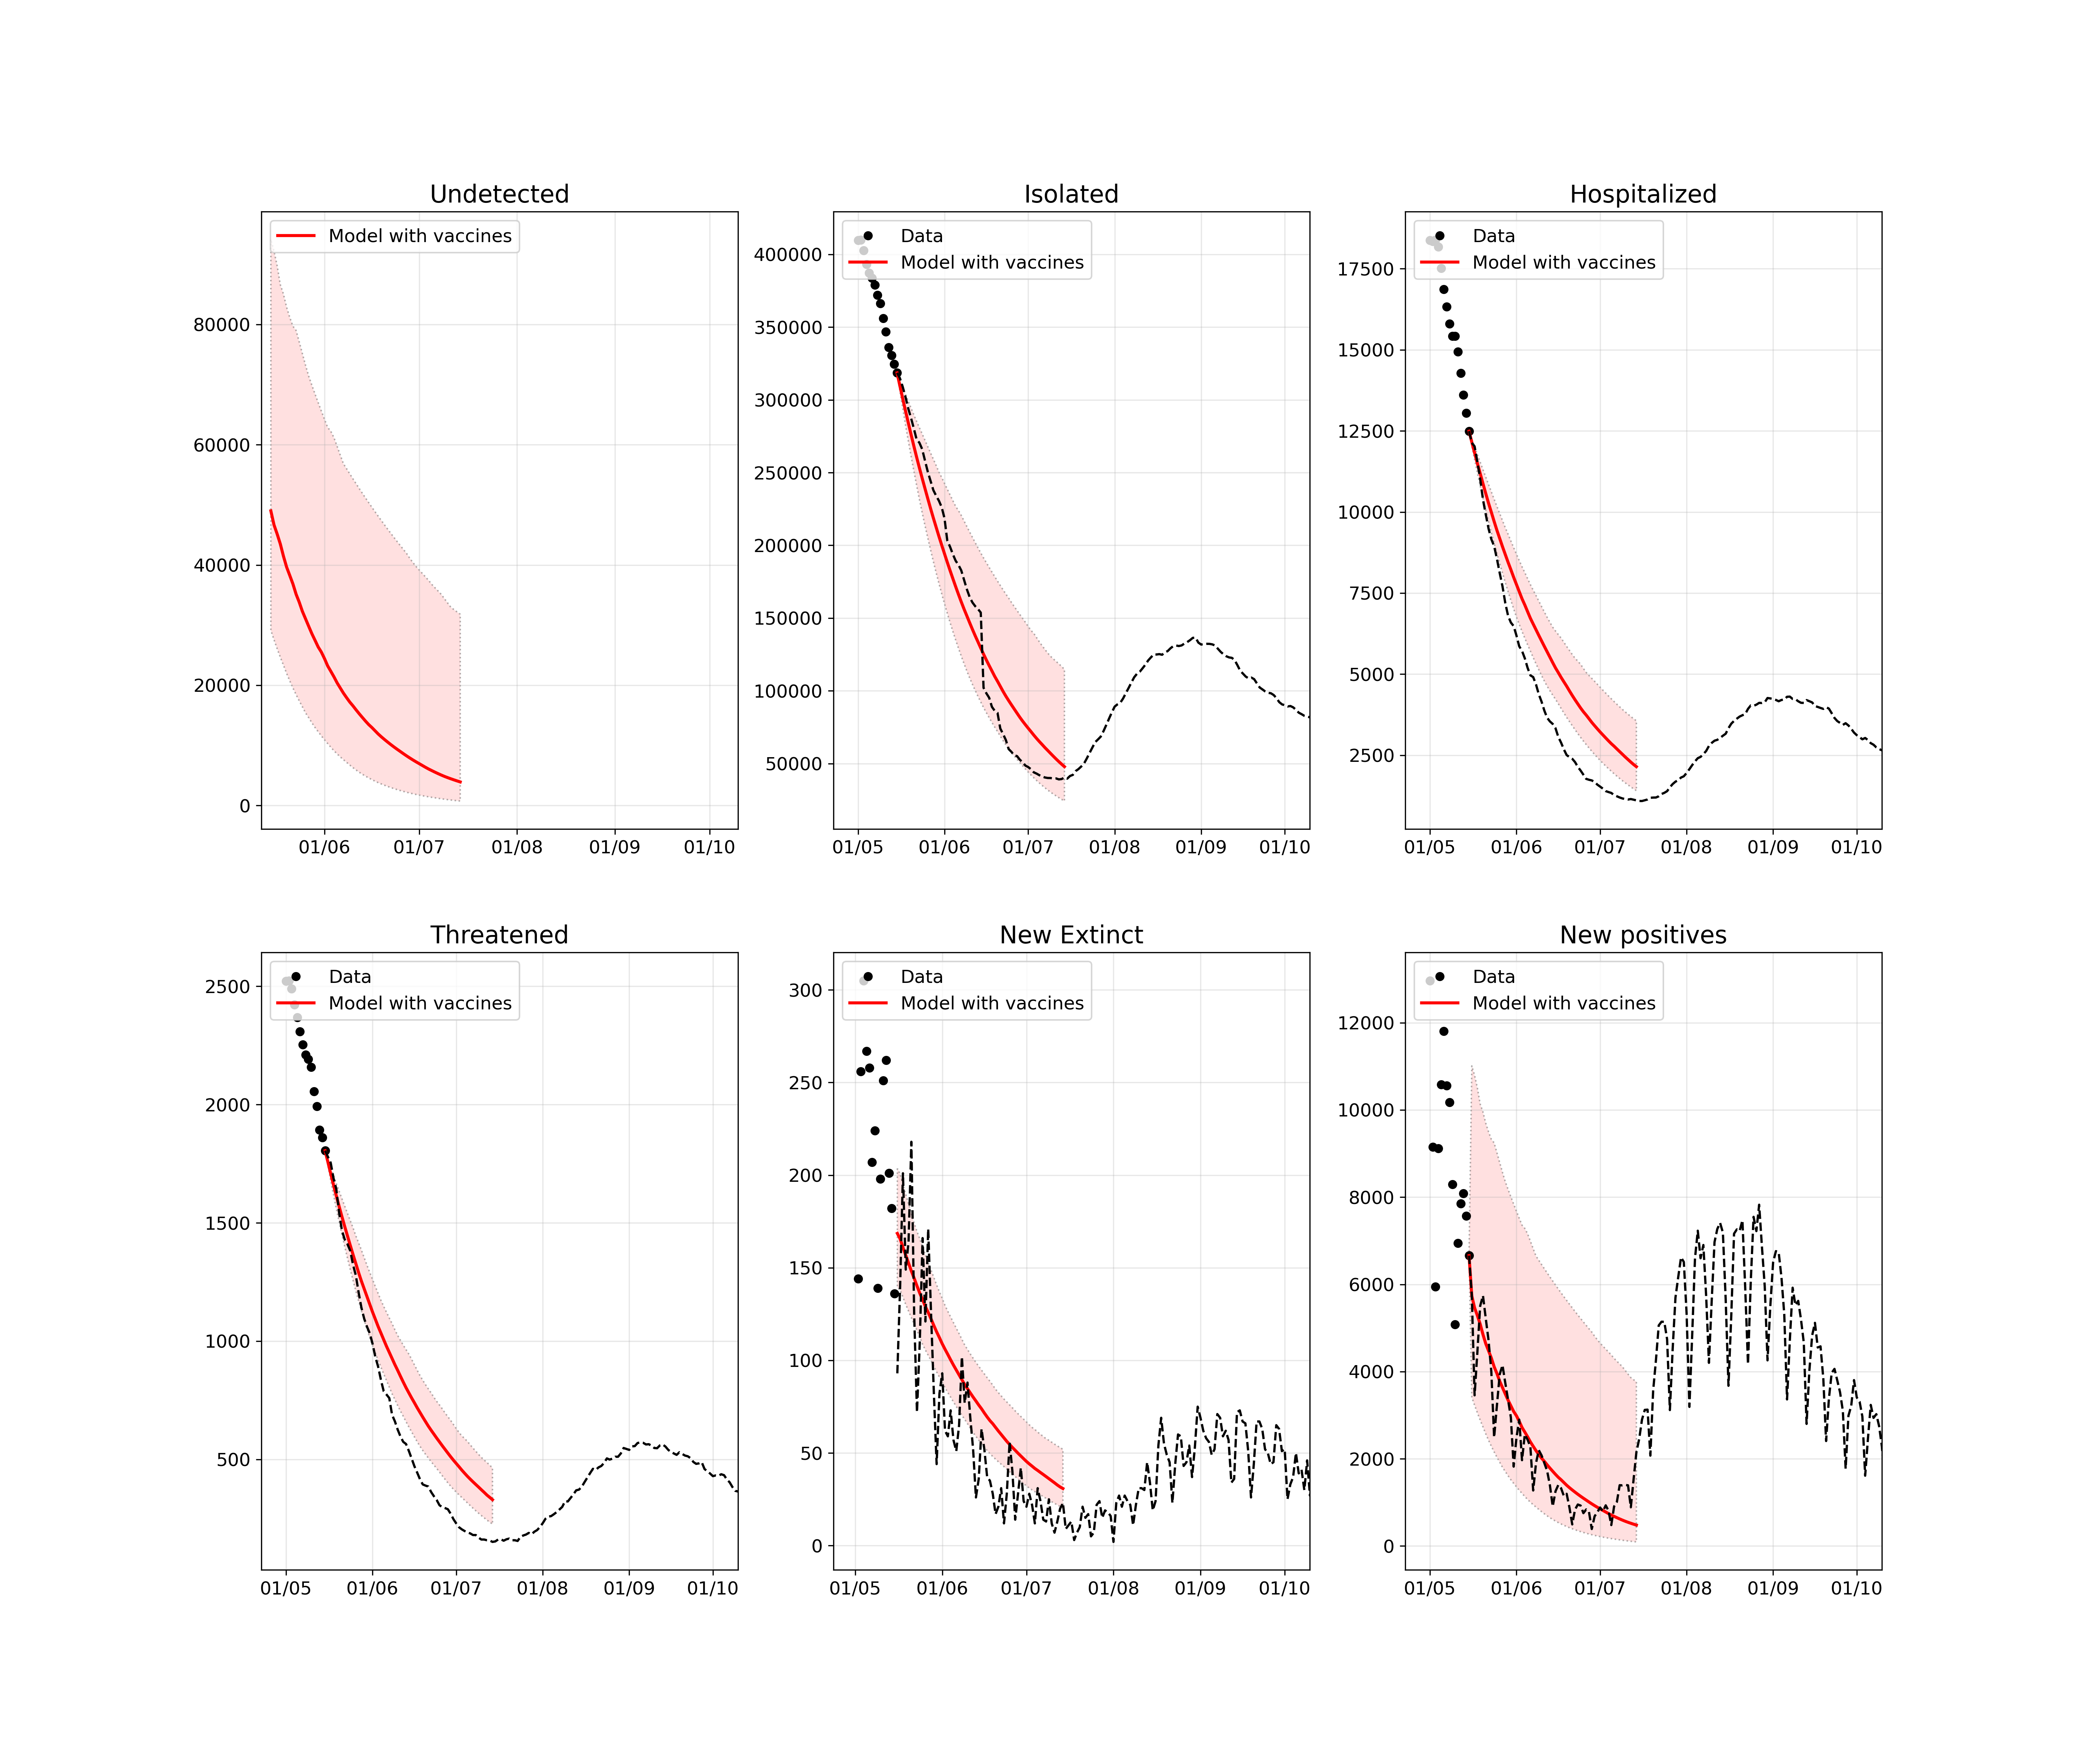 Undetected
Model with vaccines
80000
60000
40000
20000
0
01/06 01/07 01/08 01/09 01/10
Isolated
Data
Model with vaccines
400000
350000
300000
250000
200000
150000
100000
50000
01/05 01/06 01/07 01/08 01/09 01/10
Hospitalized
Data
Model with vaccines
17500
15000
12500
10000
7500
5000
2500
01/05 01/06 01/07 01/08 01/09 01/10
Threatened
Data
Model with vaccines
2500
2000
1500
1000
500
01/05 01/06 01/07 01/08 01/09 01/10
New Extinct
Data
Model with vaccines
300
250
200
150
100
50
0
01/05 01/06 01/07 01/08 01/09 01/10
New positives
Data
Model with vaccines
12000
10000
8000
6000
4000
2000
0
01/05 01/06 01/07 01/08 01/09 01/10